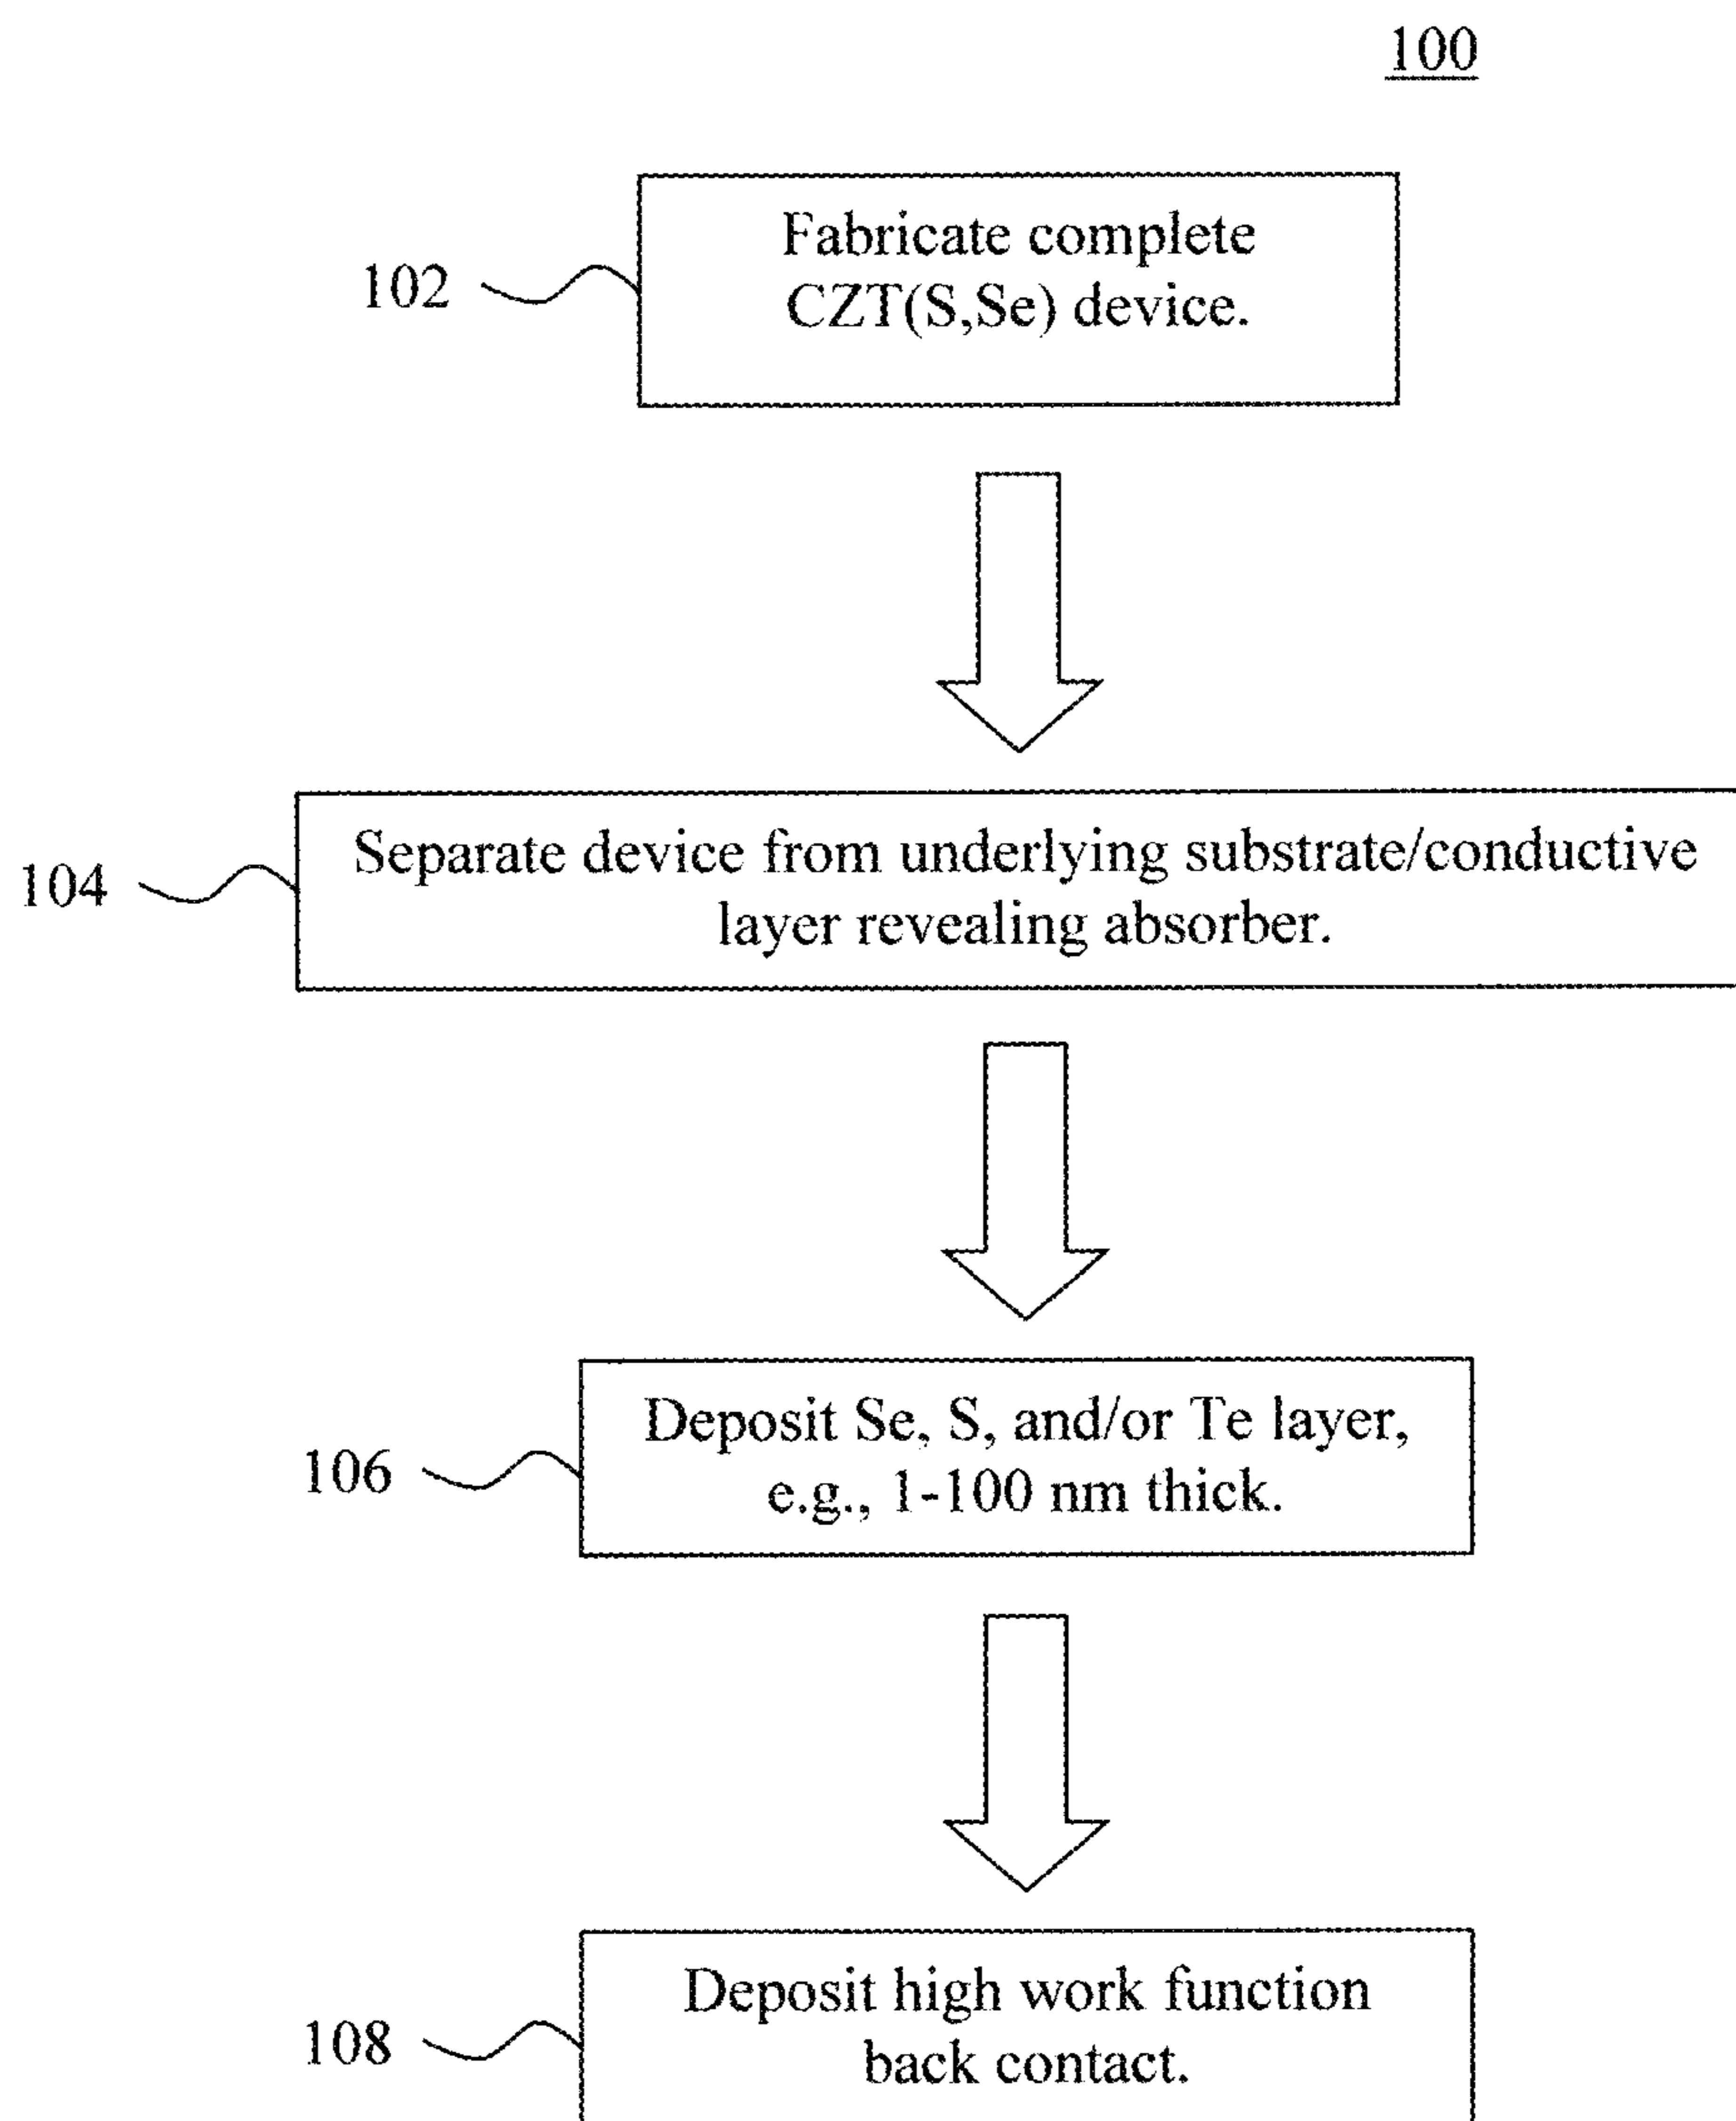 100
102
Fabricate complete
CZT(S,Se) device.
104
Separate device from underlying substrate/conductive
layer revealing absorber.
106
Deposit Se, S, and/or Te layer,
e.g., 1-100 nm thick.
108
Deposit high work function
back contact.